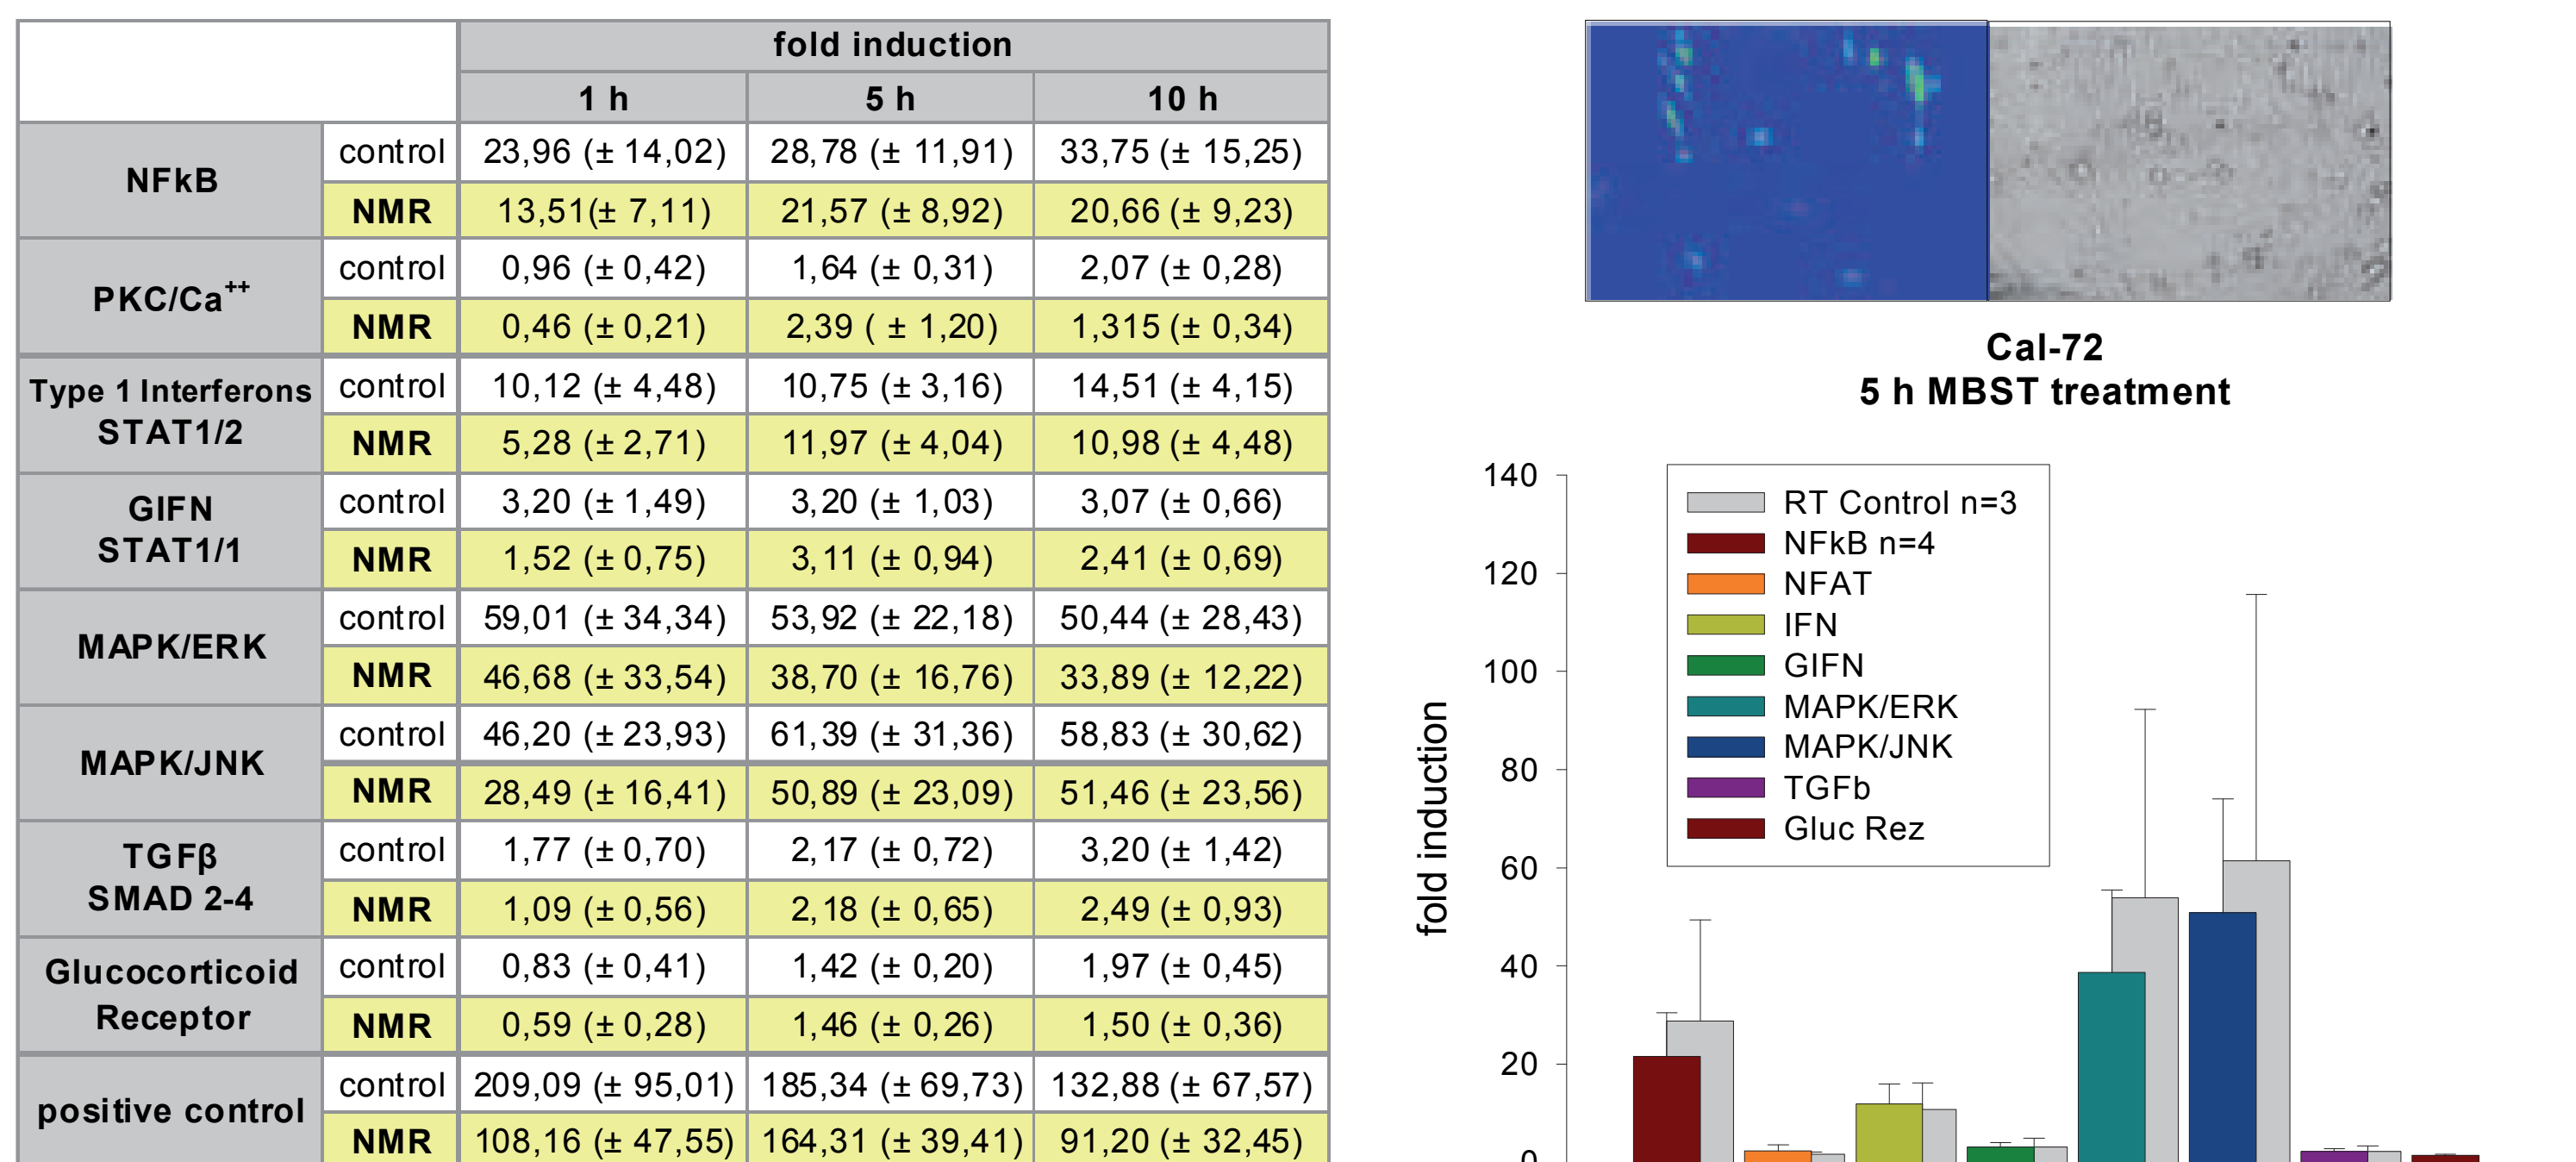 fold induction
1 h 5 h 10 h
NFkB
control 23,96 (± 14,02) 28,78 (± 11,91) 33,75 (± 15,25)
NMR 13,51(± 7,11) 21,57 (± 8,92) 20,66 (± 9,23)
PKC/Ca++
control 0,96 (± 0,42) 1,64 (± 0,31) 2,07 (± 0,28)
NMR 0,46 (± 0,21) 2,39 ( ± 1,20) 1,315 (± 0,34)
Type 1 Interferons
STAT1/2
control 10,12 (± 4,48) 10,75 (± 3,16) 14,51 (± 4,15)
NMR 5,28 (± 2,71) 11,97 (± 4,04) 10,98 (± 4,48)
GIFN
STAT1/1
control 3,20 (± 1,49) 3,20 (± 1,03) 3,07 (± 0,66)
NMR 1,52 (± 0,75) 3,11 (± 0,94) 2,41 (± 0,69)
MAPK/ERK
control 59,01 (± 34,34) 53,92 (± 22,18) 50,44 (± 28,43)
NMR 46,68 (± 33,54) 38,70 (± 16,76) 33,89 (± 12,22)
MAPK/JNK
control 46,20 (± 23,93) 61,39 (± 31,36) 58,83 (± 30,62)
NMR 28,49 (± 16,41) 50,89 (± 23,09) 51,46 (± 23,56)
TGFβ
SMAD 2-4
control 1,77 (± 0,70) 2,17 (± 0,72) 3,20 (± 1,42)
NMR 1,09 (± 0,56) 2,18 (± 0,65) 2,49 (± 0,93)
Glucocorticoid
Receptor
control 0,83 (± 0,41) 1,42 (± 0,20) 1,97 (± 0,45)
NMR 0,59 (± 0,28) 1,46 (± 0,26) 1,50 (± 0,36)
positive control
control 209,09 (± 95,01) 185,34 (± 69,73) 132,88 (± 67,57)
NMR 108,16 (± 47,55) 164,31 (± 39,41) 91,20 (± 32,45)
Cal-72
5 h MBST treatment
fold induction
140
120
100
80
60
40
20
0
RT Control n=3
NFkB n=4
NFAT
IFN
GIFN
MAPK/ERK
MAPK/JNK
TGFb
Gluc Rez